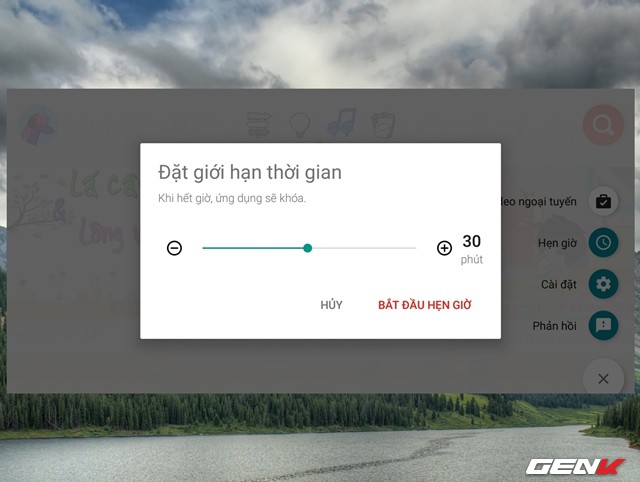 Đặt giới hạn thời gian
Khi hết giờ, ứng dụng sẽ khóa.
30
phút
HỦY
BẮT ĐẦU HẸN GIỜ
deo ngoại tuyến
Hẹn giờ
Cài đặt
Phản hồi
GENK